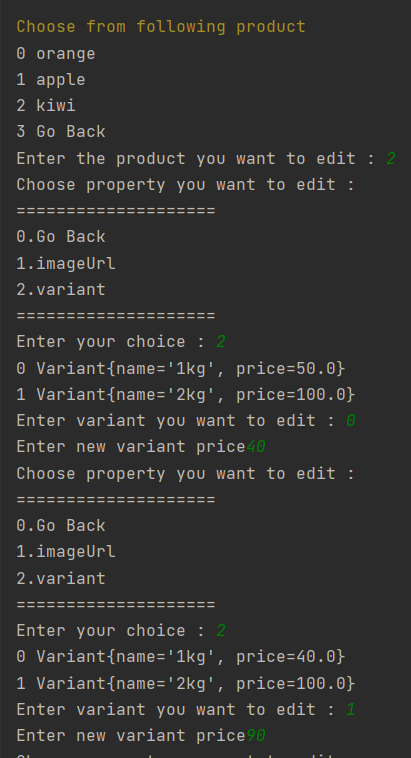 Choose from following product
0 orange
1 apple
2 kiwi
3 Go Back
Enter the product you want to edit : 2
Choose property you want to edit :
====================
0.Go Back
1.imageUrl
2.variant
====================
Enter your choice : 2
0 Variant{name='1kg', price=50.0}
1 Variant{name='2kg', price=100.0}
Enter variant you want to edit : 0
Enter new variant price40
Choose property you want to edit :
====================
0.Go Back
1.imageUrl
2.variant
====================
Enter your choice : 2
0 Variant{name='1kg', price=40.0}
1 Variant{name='2kg', price=100.0}
Enter variant you want to edit : 1
Enter new variant price90